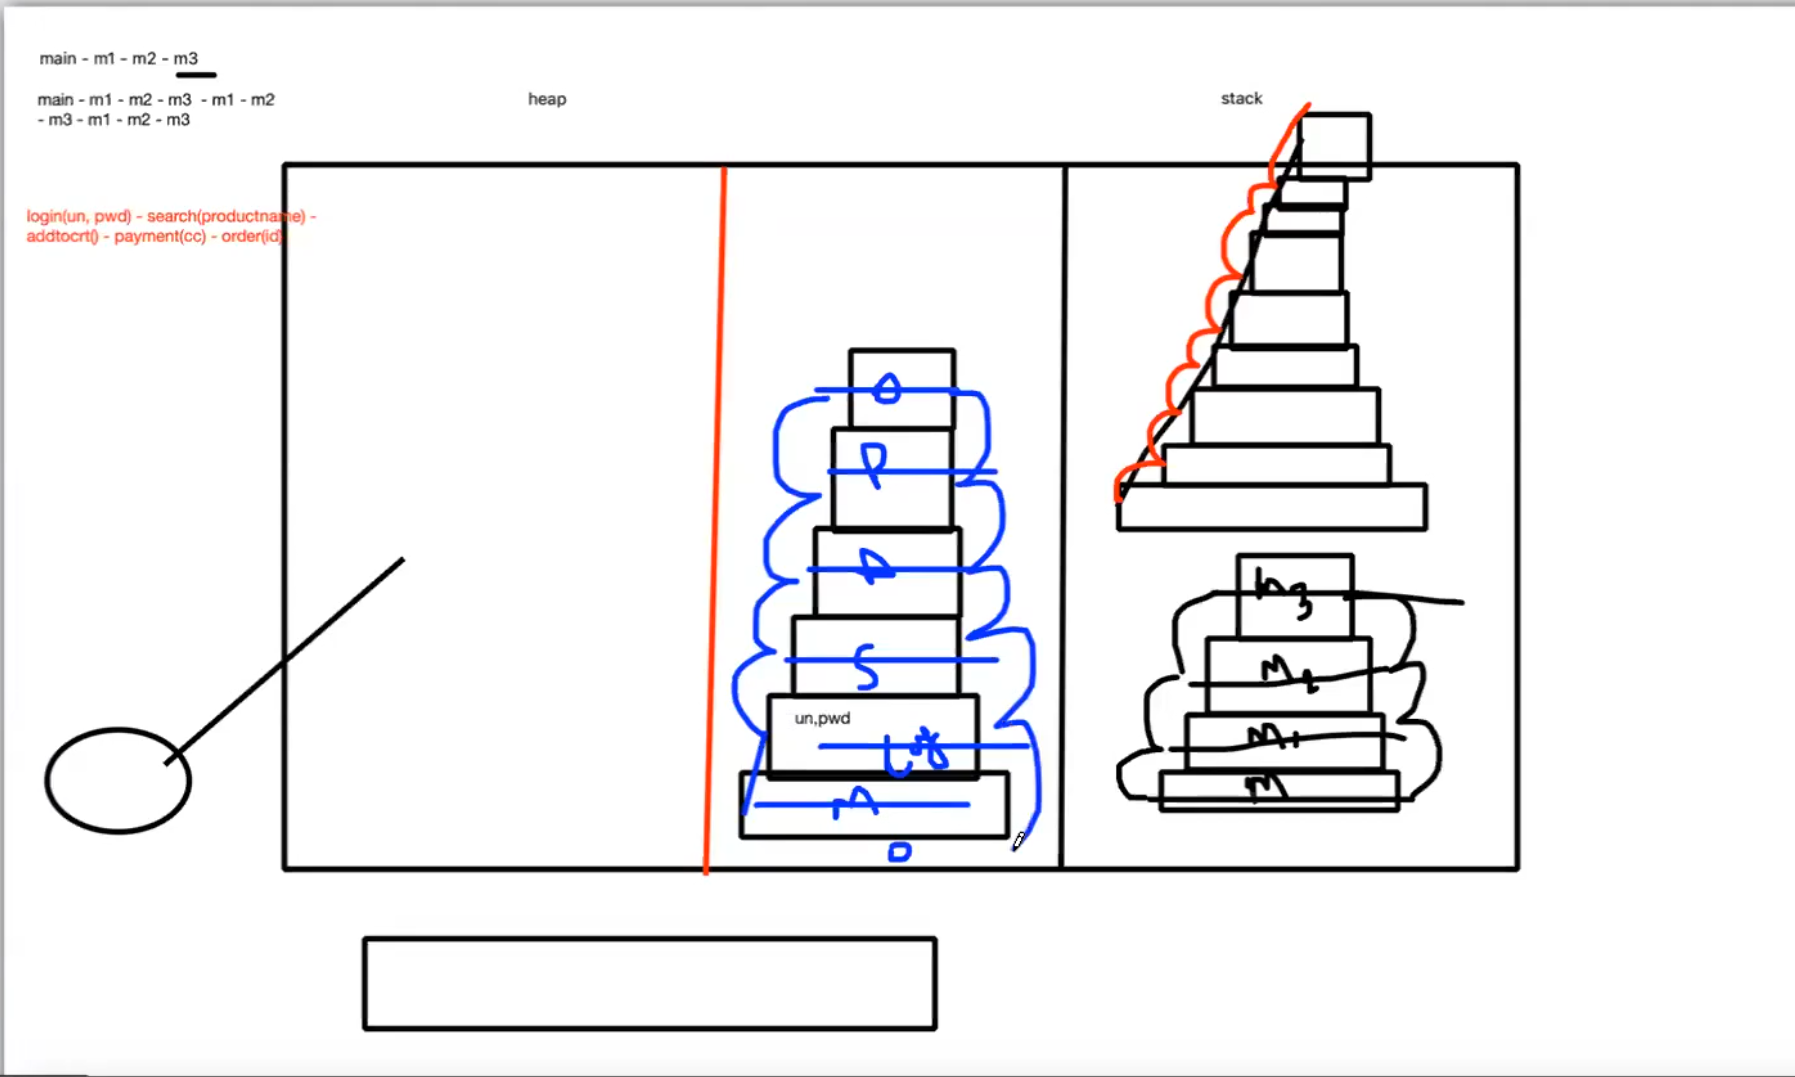 main - m1 - m2 - m3
main - m1 - m2 - m3 - m1 - m2
- m3 - m1 - m2 - m3
heap
stack
login(un, pwd) - search(productname) -
addtocrt() - payment(cc) - order(id)
O
P
A
S
un,pwd
m
m3
m2
m1
m